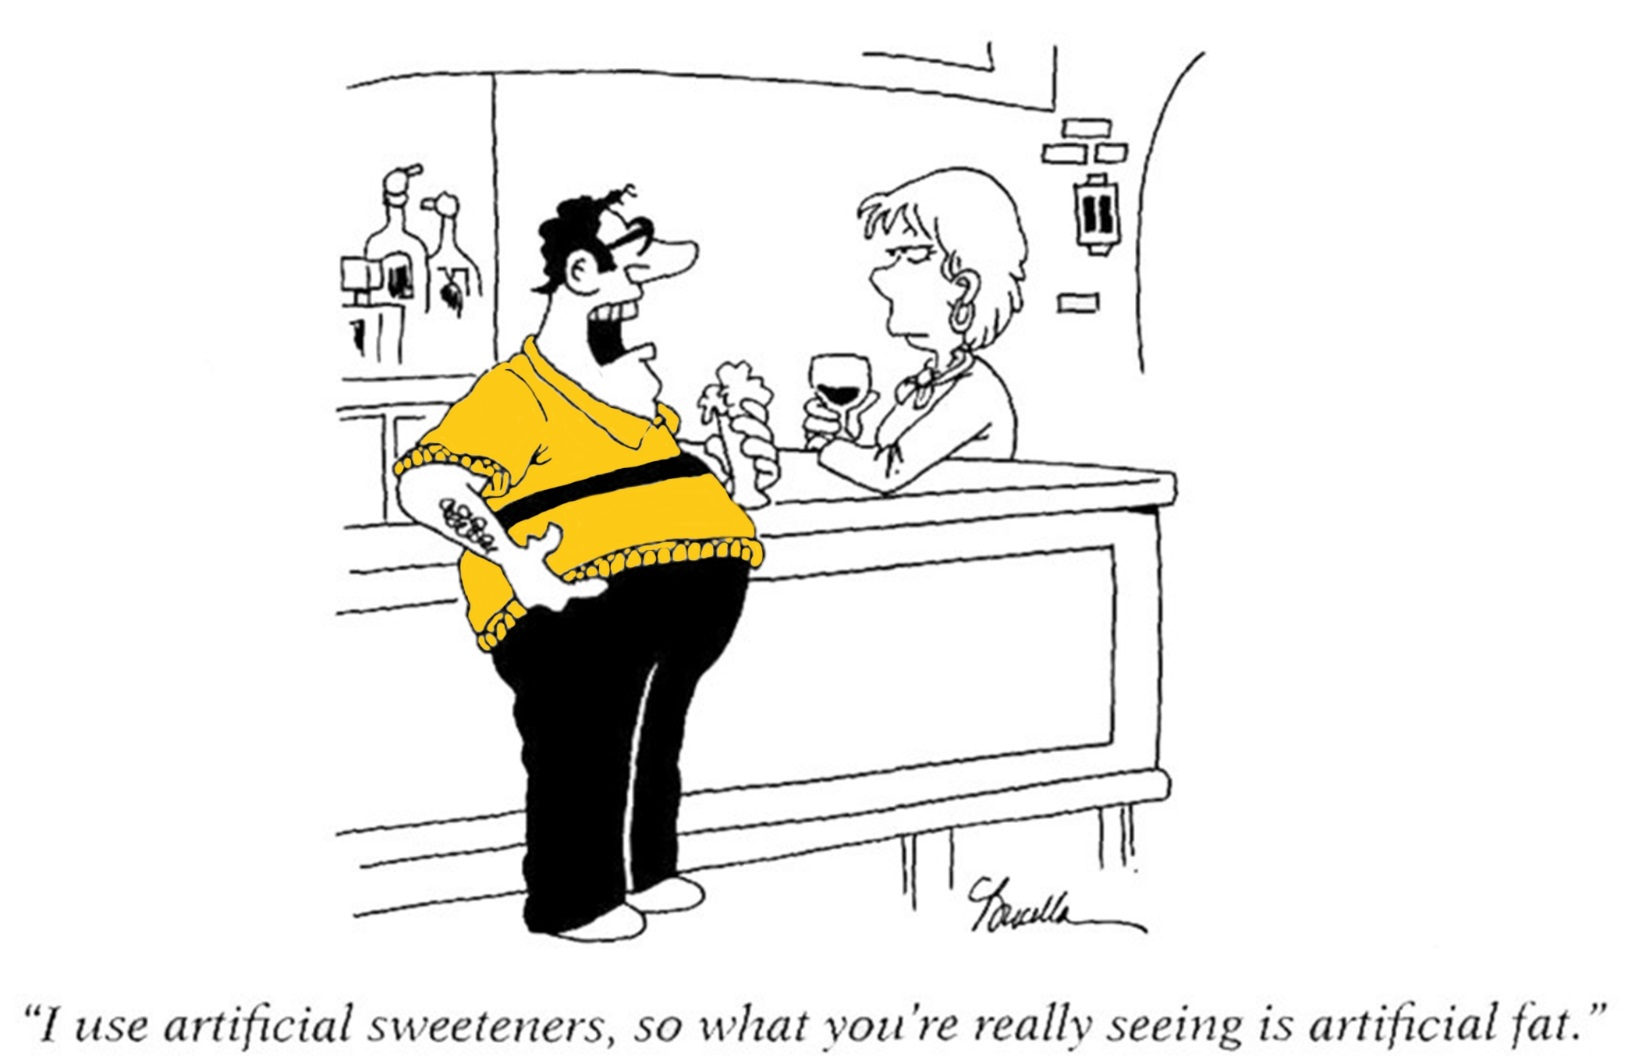 “I use artificial sweeteners, so what you’re really seeing is artificial fat.”